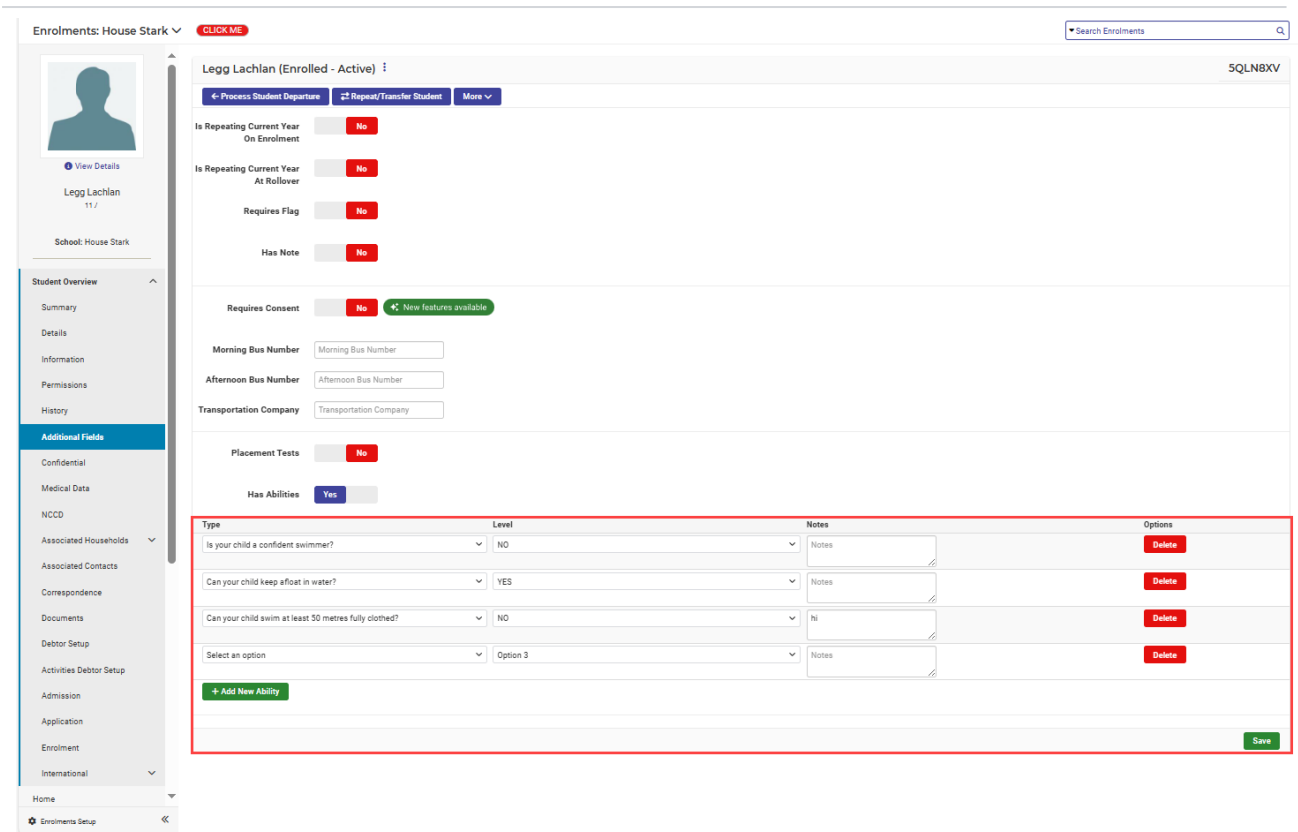 Enrolments: House Stark
CLICK ME
Search Enrolments
View Details
Legg Lachlan
11 /
School: House Stark
Student Overview
Summary
Details
Information
Permissions
History
Additional Fields
Confidential
Medical Data
NCCD
Associated Households
Associated Contacts
Correspondence
Documents
Debtor Setup
Activities Debtor Setup
Admission
Application
Enrolment
International
Home
Enrolments Setup
Legg Lachlan (Enrolled - Active)
5QLN8XV
Process Student Departure
Repeat/Transfer Student
More
Is Repeating Current Year
On Enrolment
No
Is Repeating Current Year
At Rollover
No
Requires Flag
No
Has Note
No
Requires Consent
No
New features available
Morning Bus Number
Morning Bus Number
Afternoon Bus Number
Afternoon Bus Number
Transportation Company
Transportation Company
Placement Tests
No
Has Abilities
Yes
Type Level Notes Options
Is your child a confident swimmer? NO Notes Delete
Can your child keep afloat in water? YES Notes Delete
Can your child swim at least 50 metres fully clothed? NO hi Delete
Select an option Option 3 Notes Delete
+ Add New Ability
Save